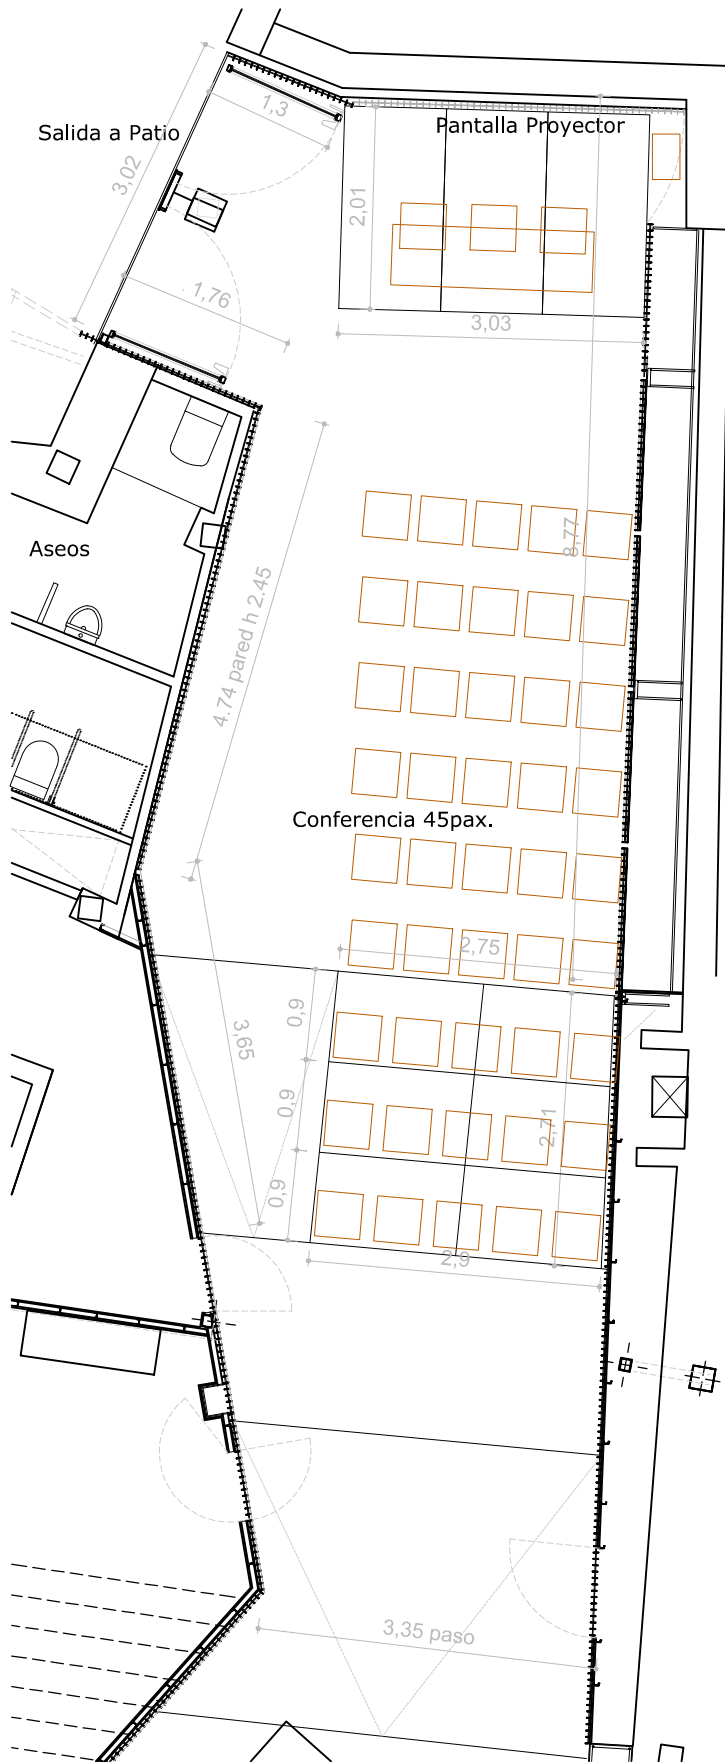 1,3
Pantalla Proyector
Salida a Patio
3,02
2,01
1,76
3,03
8,77
Aseos
4.74 pared h 2.45
Conferencia 45pax.
2,75
0,9
3,65
0,9
2,71
0,9
2,9
3,35 paso